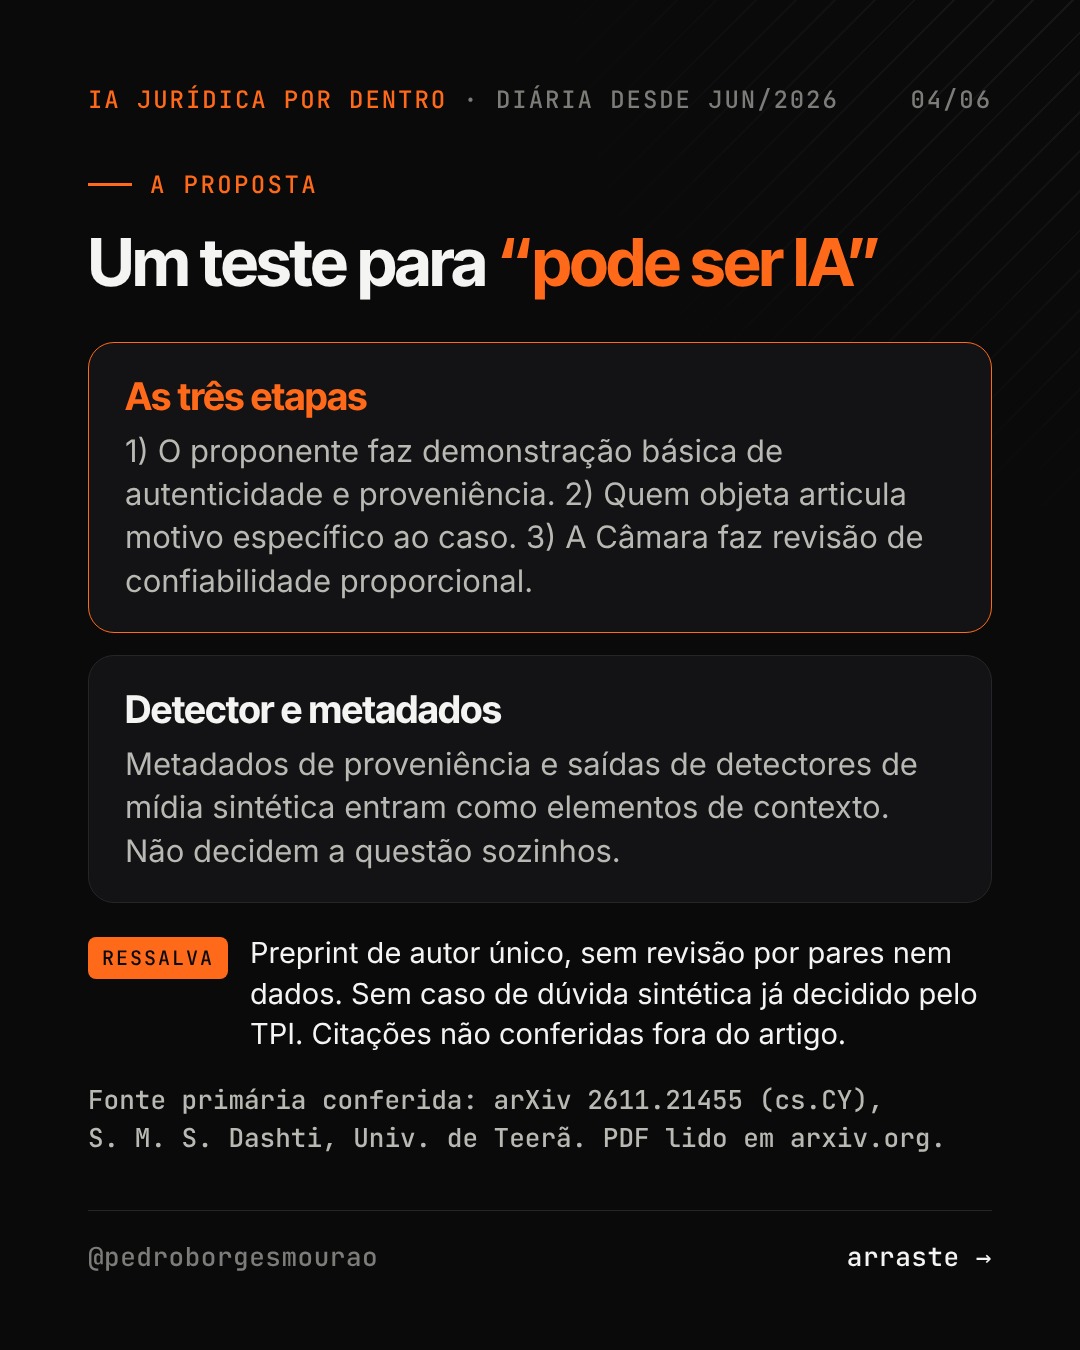 IA JURÍDICA POR DENTRO · DIÁRIA DESDE JUN/2026 04/06
A PROPOSTA
Um teste para “pode ser IA”
As três etapas
1) O proponente faz demonstração básica de
autenticidade e proveniência. 2) Quem objeta articula
motivo específico ao caso. 3) A Câmara faz revisão de
confiabilidade proporcional.
Detector e metadados
Metadados de proveniência e saídas de detectores de
mídia sintética entram como elementos de contexto.
Não decidem a questão sozinhos.
RESSALVA Preprint de autor único, sem revisão por pares nem
dados. Sem caso de dúvida sintética já decidido pelo
TPI. Citações não conferidas fora do artigo.
Fonte primária conferida: arXiv 2611.21455 (cs.CY),
S. M. S. Dashti, Univ. de Teerã. PDF lido em arxiv.org.
@pedroborgesmourao arraste →